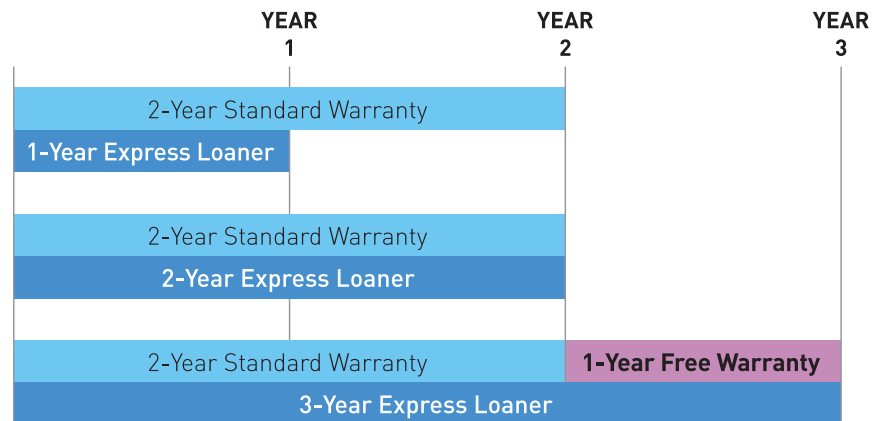 YEAR YEAR YEAR
1 2 3
2-Year Standard Warranty
1-Year Express Loaner
2-Year Standard Warranty
2-Year Express Loaner
2-Year Standard Warranty 1-Year Free Warranty
3-Year Express Loaner